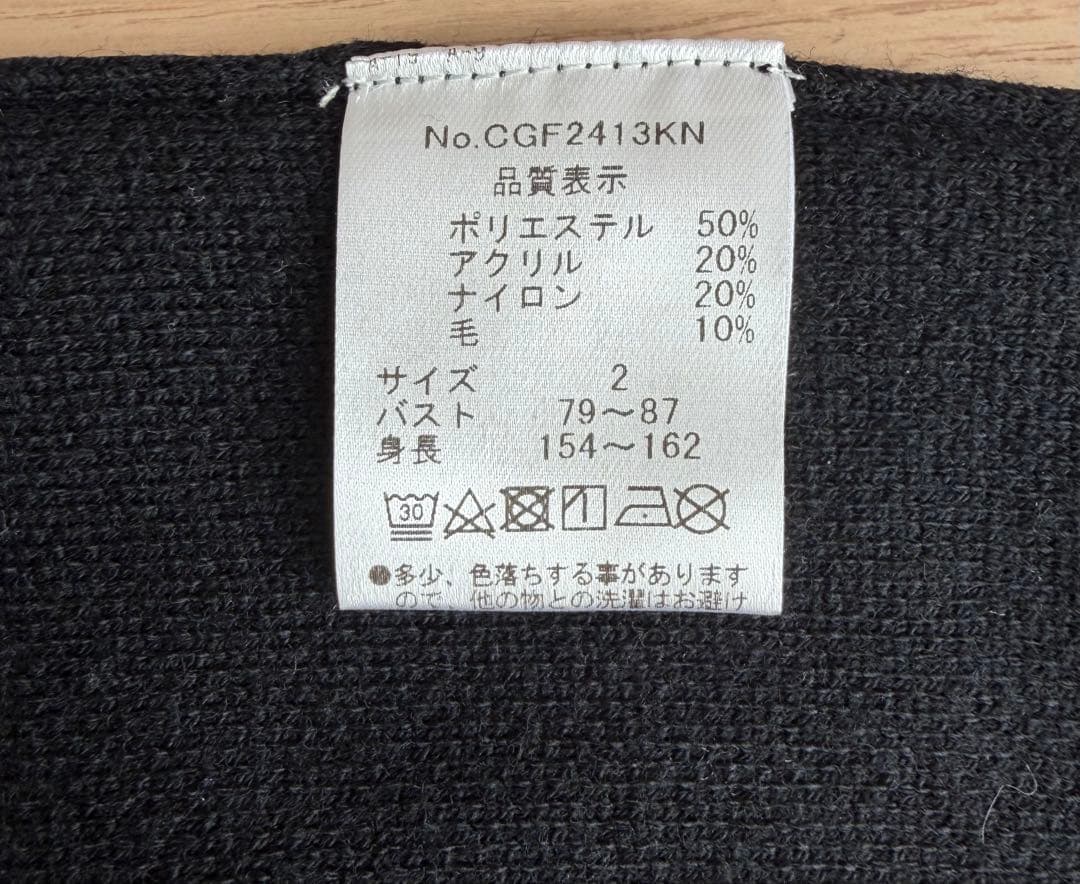 No.CGF2413KN
品質表示
ポリエステル 50%
アクリル 20%
ナイロン 20%
毛 10%
サイズ 2
バスト 79～87
身長 154～162
30
●多少、色落ちする事があります
ので、他の物との洗濯はお避け